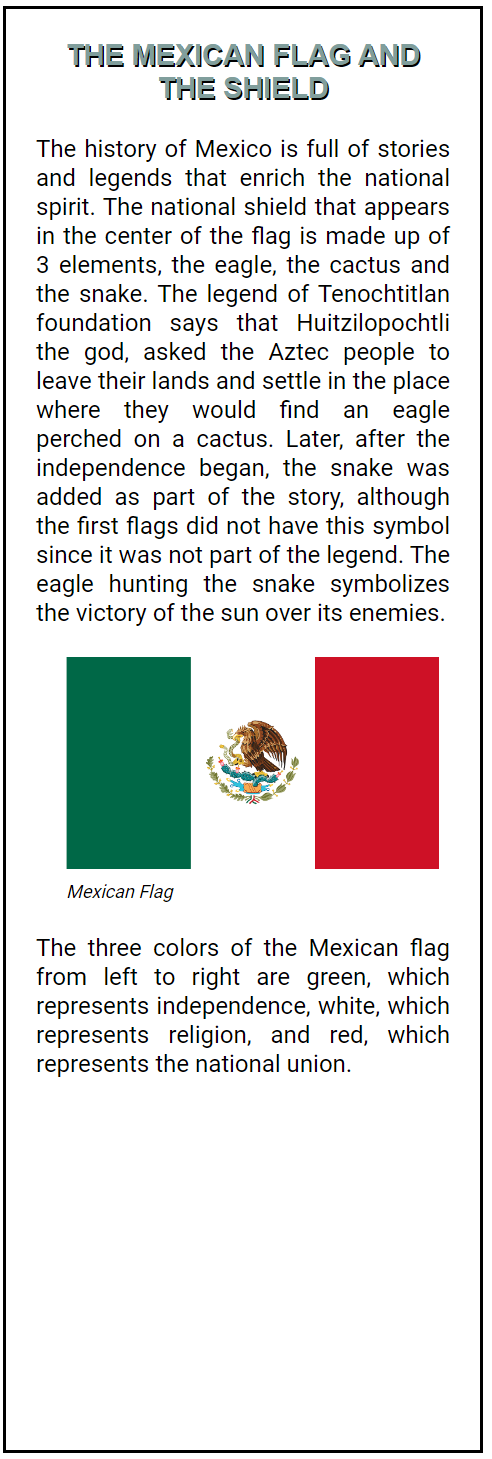 THE MEXICAN FLAG AND
THE SHIELD
The history of Mexico is full of stories
and legends that enrich the national
spirit. The national shield that appears
in the center of the flag is made up of
3 elements, the eagle, the cactus and
the snake. The legend of Tenochtitlan
foundation says that Huitzilopochtli
the god, asked the Aztec people to
leave their lands and settle in the place
where they would find an eagle
perched on a cactus. Later, after the
independence began, the snake was
added as part of the story, although
the first flags did not have this symbol
since it was not part of the legend. The
eagle hunting the snake symbolizes
the victory of the sun over its enemies.
Mexican Flag
The three colors of the Mexican flag
from left to right are green, which
represents independence, white, which
represents religion, and red, which
represents the national union.